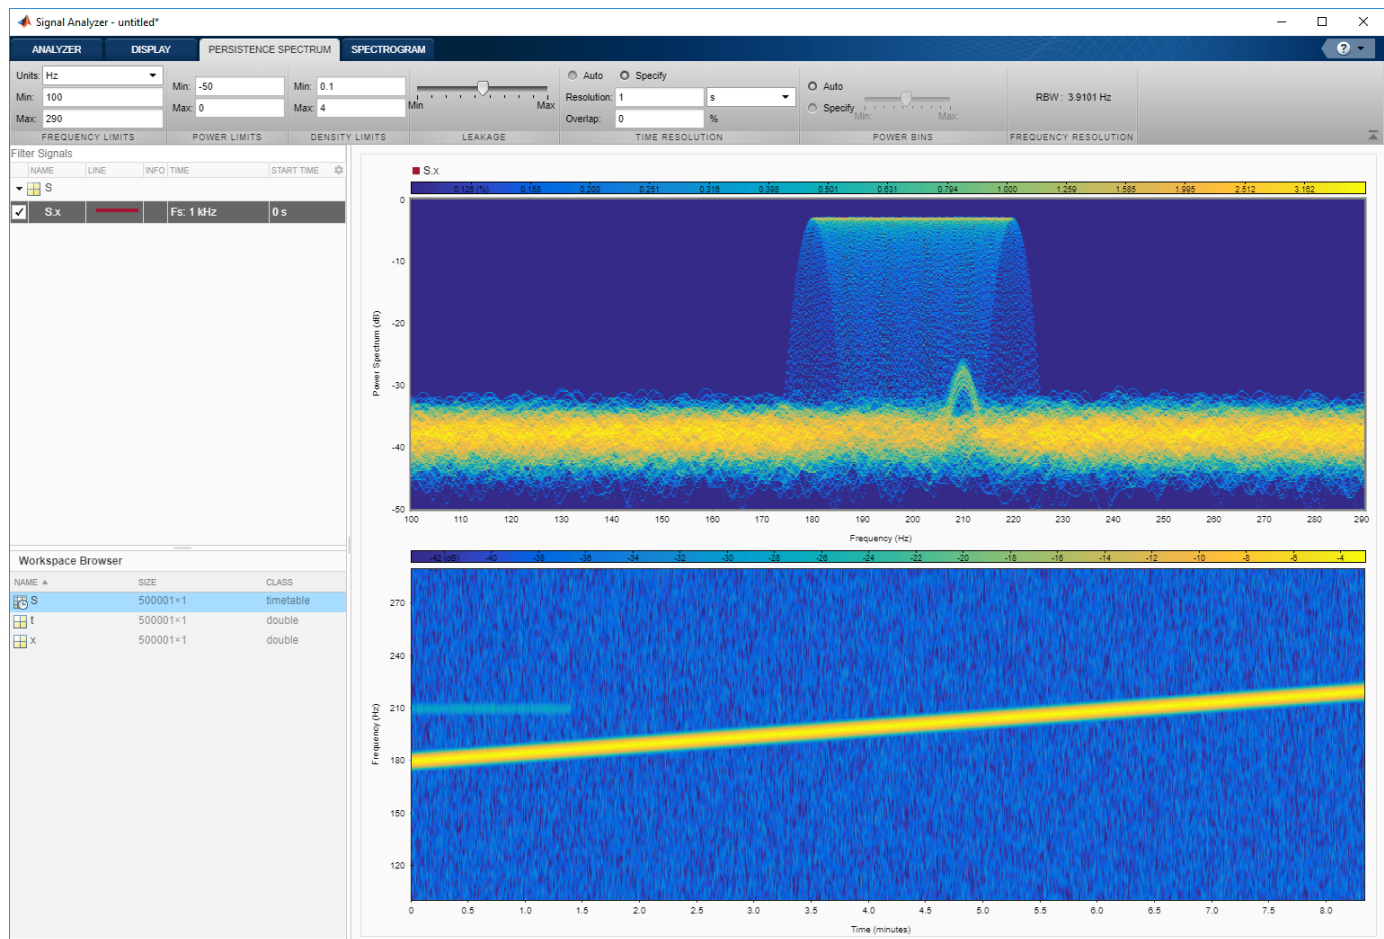 Signal Analyzer - untitled*
ANALYZER DISPLAY PERSISTENCE SPECTRUM SPECTROGRAM ?
Units: Hz Min: -50 Min: 0.1 Auto Specify Auto RBW : 3.9101 Hz
Min: 100 Max: 0 Max: 4 Min Max Resolution: 1 s Specify Min: Max:
Max: 290 Overlap: 0 %
FREQUENCY LIMITS POWER LIMITS DENSITY LIMITS LEAKAGE TIME RESOLUTION POWER BINS FREQUENCY RESOLUTION
Filter Signals
NAME LINE INFO TIME START TIME
S
S.x Fs: 1 kHz 0 s
Workspace Browser
NAME SIZE CLASS
S 500001×1 timetable
t 500001×1 double
x 500001×1 double
S.x
0.126 (%) 0.158 0.200 0.251 0.316 0.398 0.501 0.631 0.794 1.000 1.259 1.585 1.995 2.512 3.162
0
-10
-20
-30
-40
-50
Power Spectrum (dB)
100 110 120 130 140 150 160 170 180 190 200 210 220 230 240 250 260 270 280 290
Frequency (Hz)
-42 (dB) -40 -38 -36 -34 -32 -30 -28 -26 -24 -22 -20 -18 -16 -14 -12 -10 -8 -6 -4
270
240
210
180
150
120
Frequency (Hz)
0 0.5 1.0 1.5 2.0 2.5 3.0 3.5 4.0 4.5 5.0 5.5 6.0 6.5 7.0 7.5 8.0
Time (minutes)